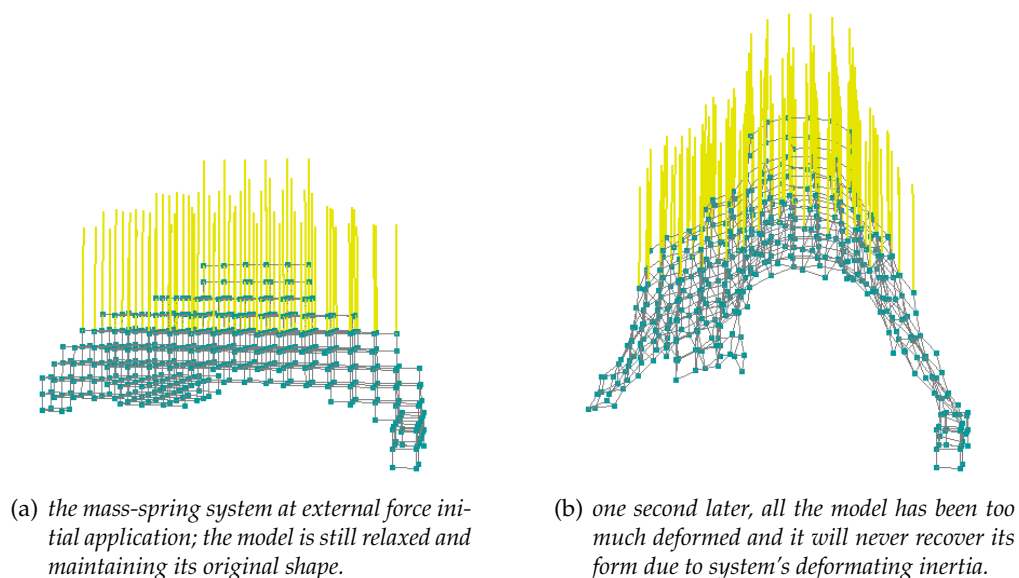 (a) the mass-spring system at external force ini-
tial application; the model is still relaxed and
maintaining its original shape.
(b) one second later, all the model has been too
much deformed and it will never recover its
form due to system's deformating inertia.